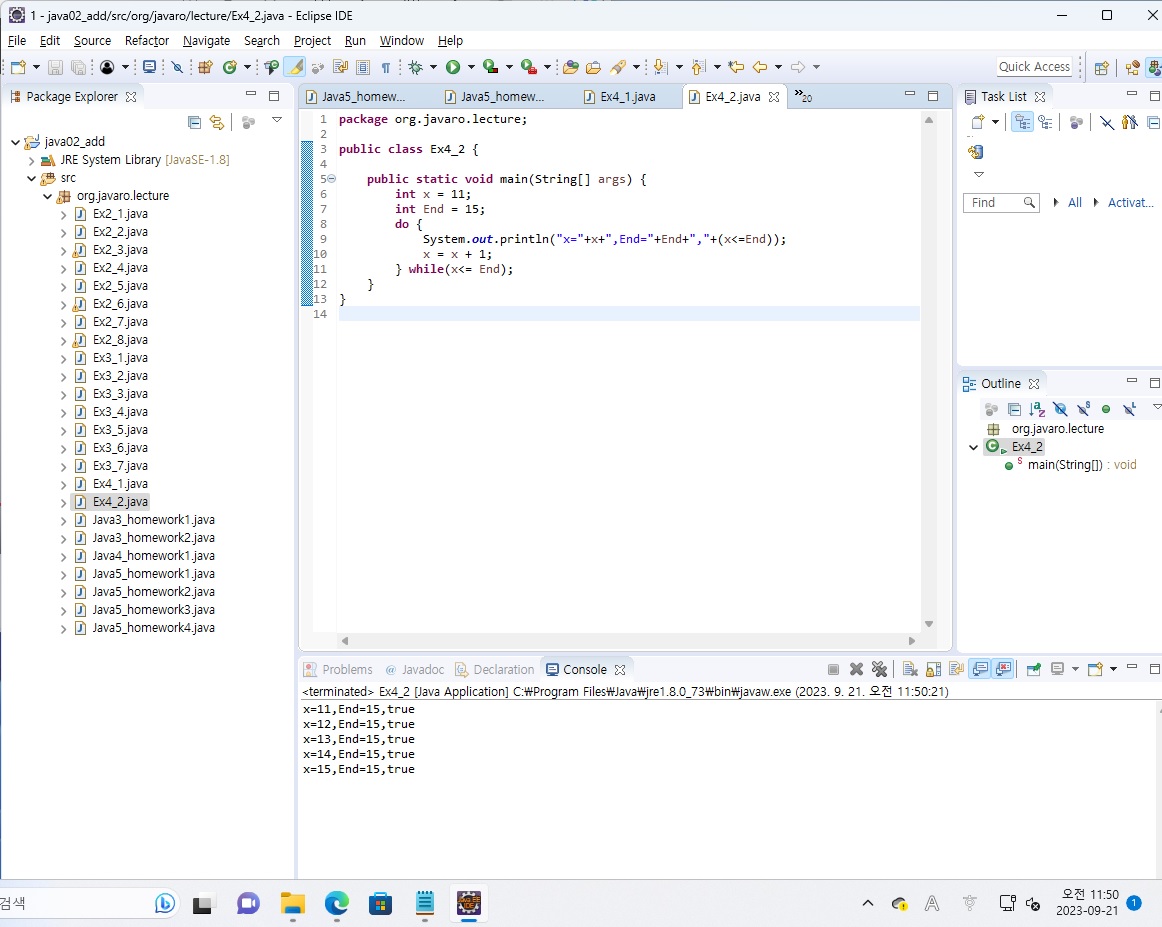 1 - java02_add/src/org/javaro/lecture/Ex4_2.java - Eclipse IDE
File Edit Source Refactor Navigate Search Project Run Window Help
Quick Access
Package Explorer
java02_add
JRE System Library [JavaSE-1.8]
src
org.javaro.lecture
Ex2_1.java
Ex2_2.java
Ex2_3.java
Ex2_4.java
Ex2_5.java
Ex2_6.java
Ex2_7.java
Ex2_8.java
Ex3_1.java
Ex3_2.java
Ex3_3.java
Ex3_4.java
Ex3_5.java
Ex3_6.java
Ex3_7.java
Ex4_1.java
Ex4_2.java
Java3_homework1.java
Java3_homework2.java
Java4_homework1.java
Java5_homework1.java
Java5_homework2.java
Java5_homework3.java
Java5_homework4.java
Java5_homew... Java5_homew... Ex4_1.java Ex4_2.java 20
1 package org.javaro.lecture;
2
3 public class Ex4_2 {
4
5 public static void main(String[] args) {
6 int x = 11;
7 int End = 15;
8 do {
9 System.out.println("x="+x+",End="+End+","+(x<=End));
10 x = x + 1;
11 } while(x<= End);
12 }
13 }
14
Task List
Find All Activat...
Outline
org.javaro.lecture
Ex4_2
main(String[]) : void
Problems @ Javadoc Declaration Console
<terminated> Ex4_2 [Java Application] C:₩Program Files₩Java₩jre1.8.0_73₩bin₩javaw.exe (2023. 9. 21. 오전 11:50:21)
x=11,End=15,true
x=12,End=15,true
x=13,End=15,true
x=14,End=15,true
x=15,End=15,true
검색
A
오전 11:50
2023-09-21
1